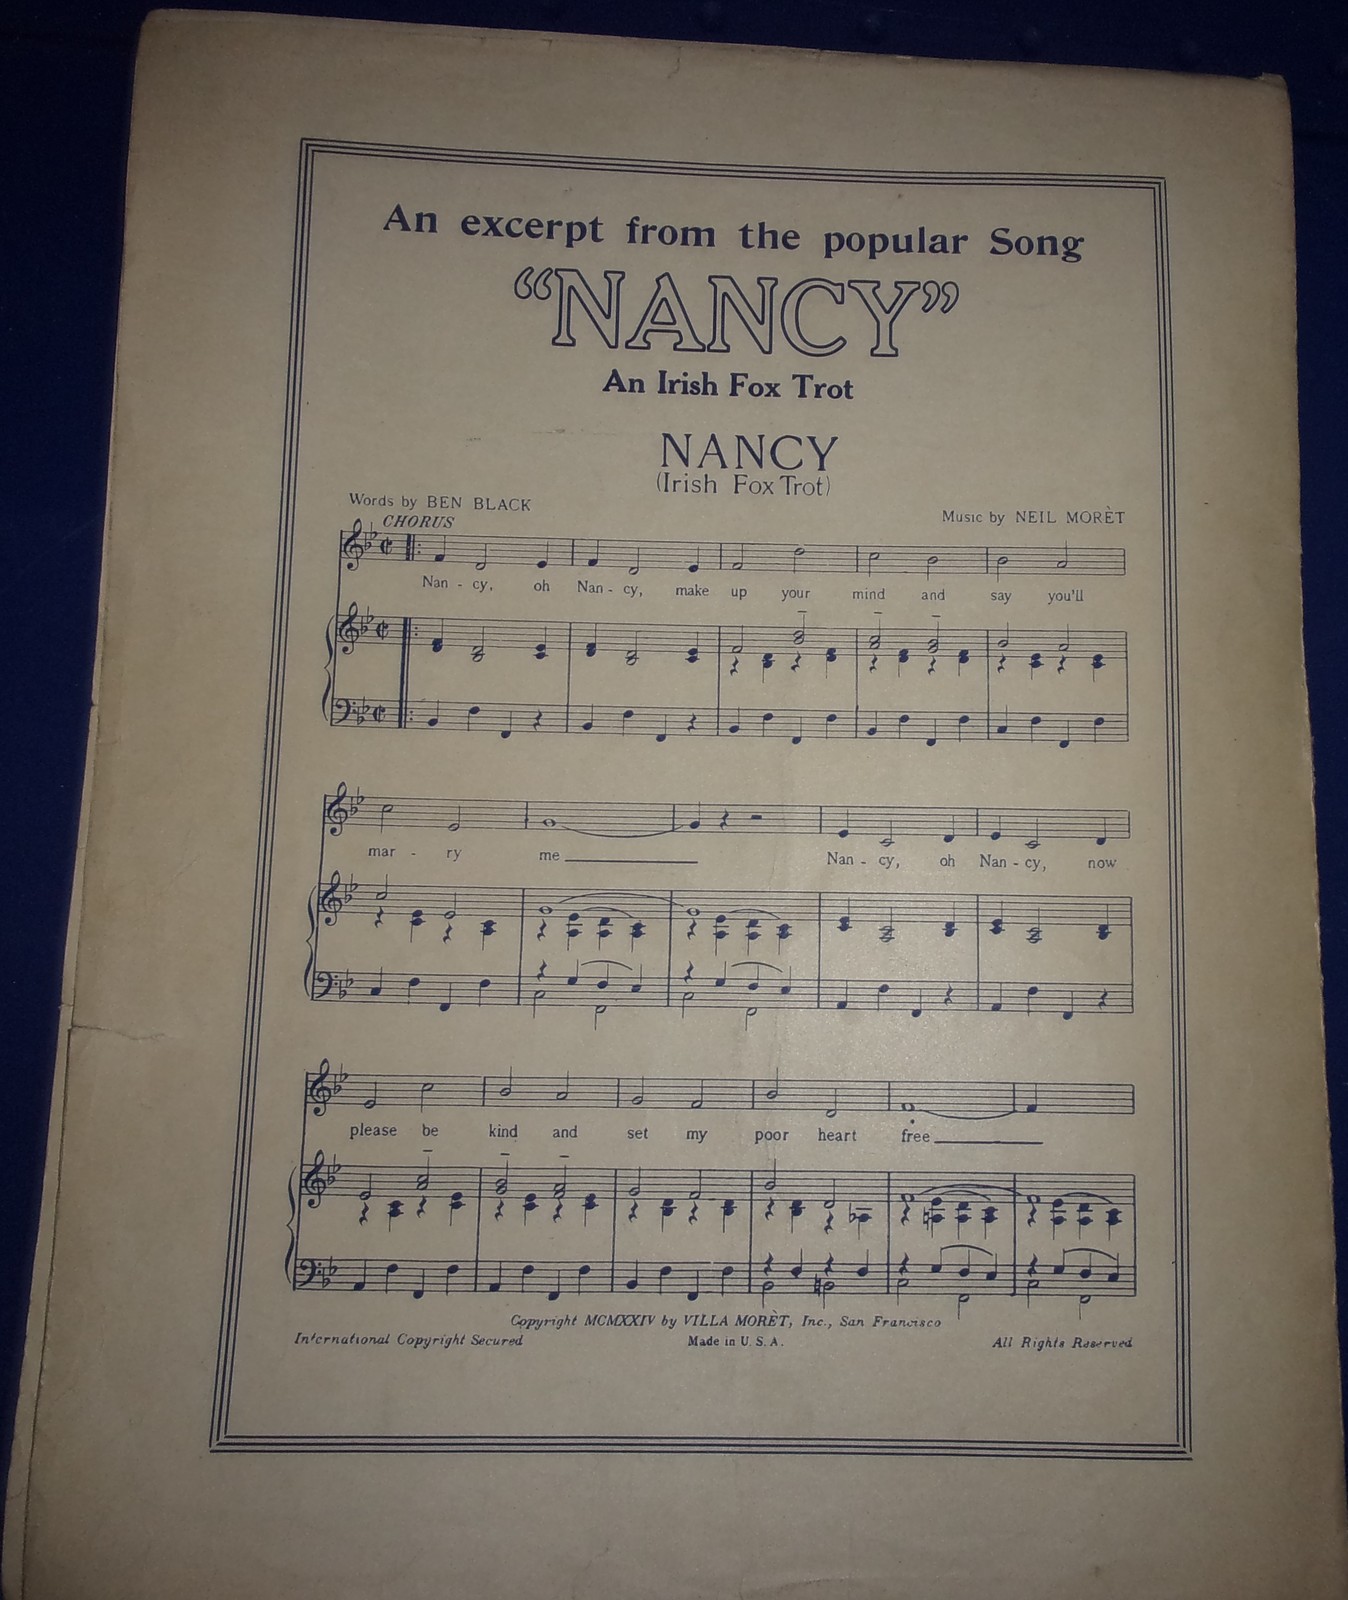 An excerpt from the popular Song
“NANCY”
An Irish Fox Trot
NANCY
(Irish Fox Trot)
Words by BEN BLACK
Music by NEIL MORÈT
CHORUS
Nan - cy, oh Nan - cy, make up your mind and say you'll
mar - ry me Nan - cy, oh Nan - cy, now
please be kind and set my poor heart free
Copyright MCMXXIV by VILLA MORÈT, Inc., San Francisco
International Copyright Secured Made in U. S. A. All Rights Reserved